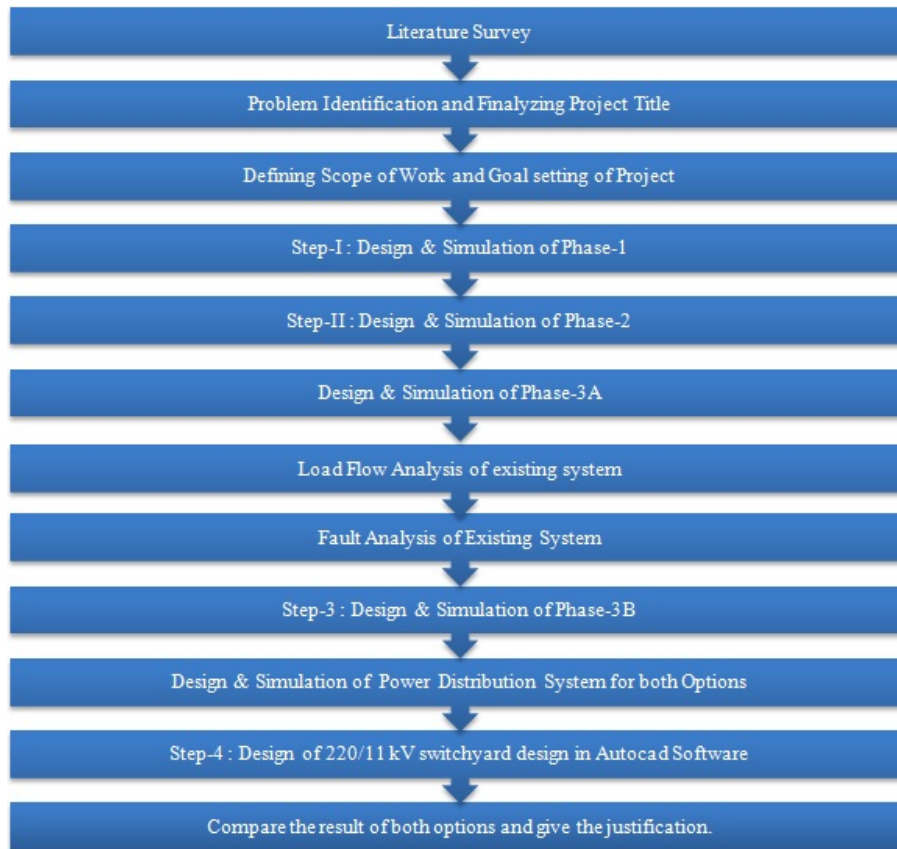 Literature Survey
Problem Identification and Finalyzing Project Title
Defining Scope of Work and Goal setting of Project
Step-I : Design & Simulation of Phase-1
Step-II : Design & Simulation of Phase-2
Design & Simulation of Phase-3A
Load Flow Analysis of existing system
Fault Analysis of Existing System
Step-3 : Design & Simulation of Phase-3B
Design & Simulation of Power Distribution System for both Options
Step-4 : Design of 220/11 kV switchyard design in Autocad Software
Compare the result of both options and give the justification.